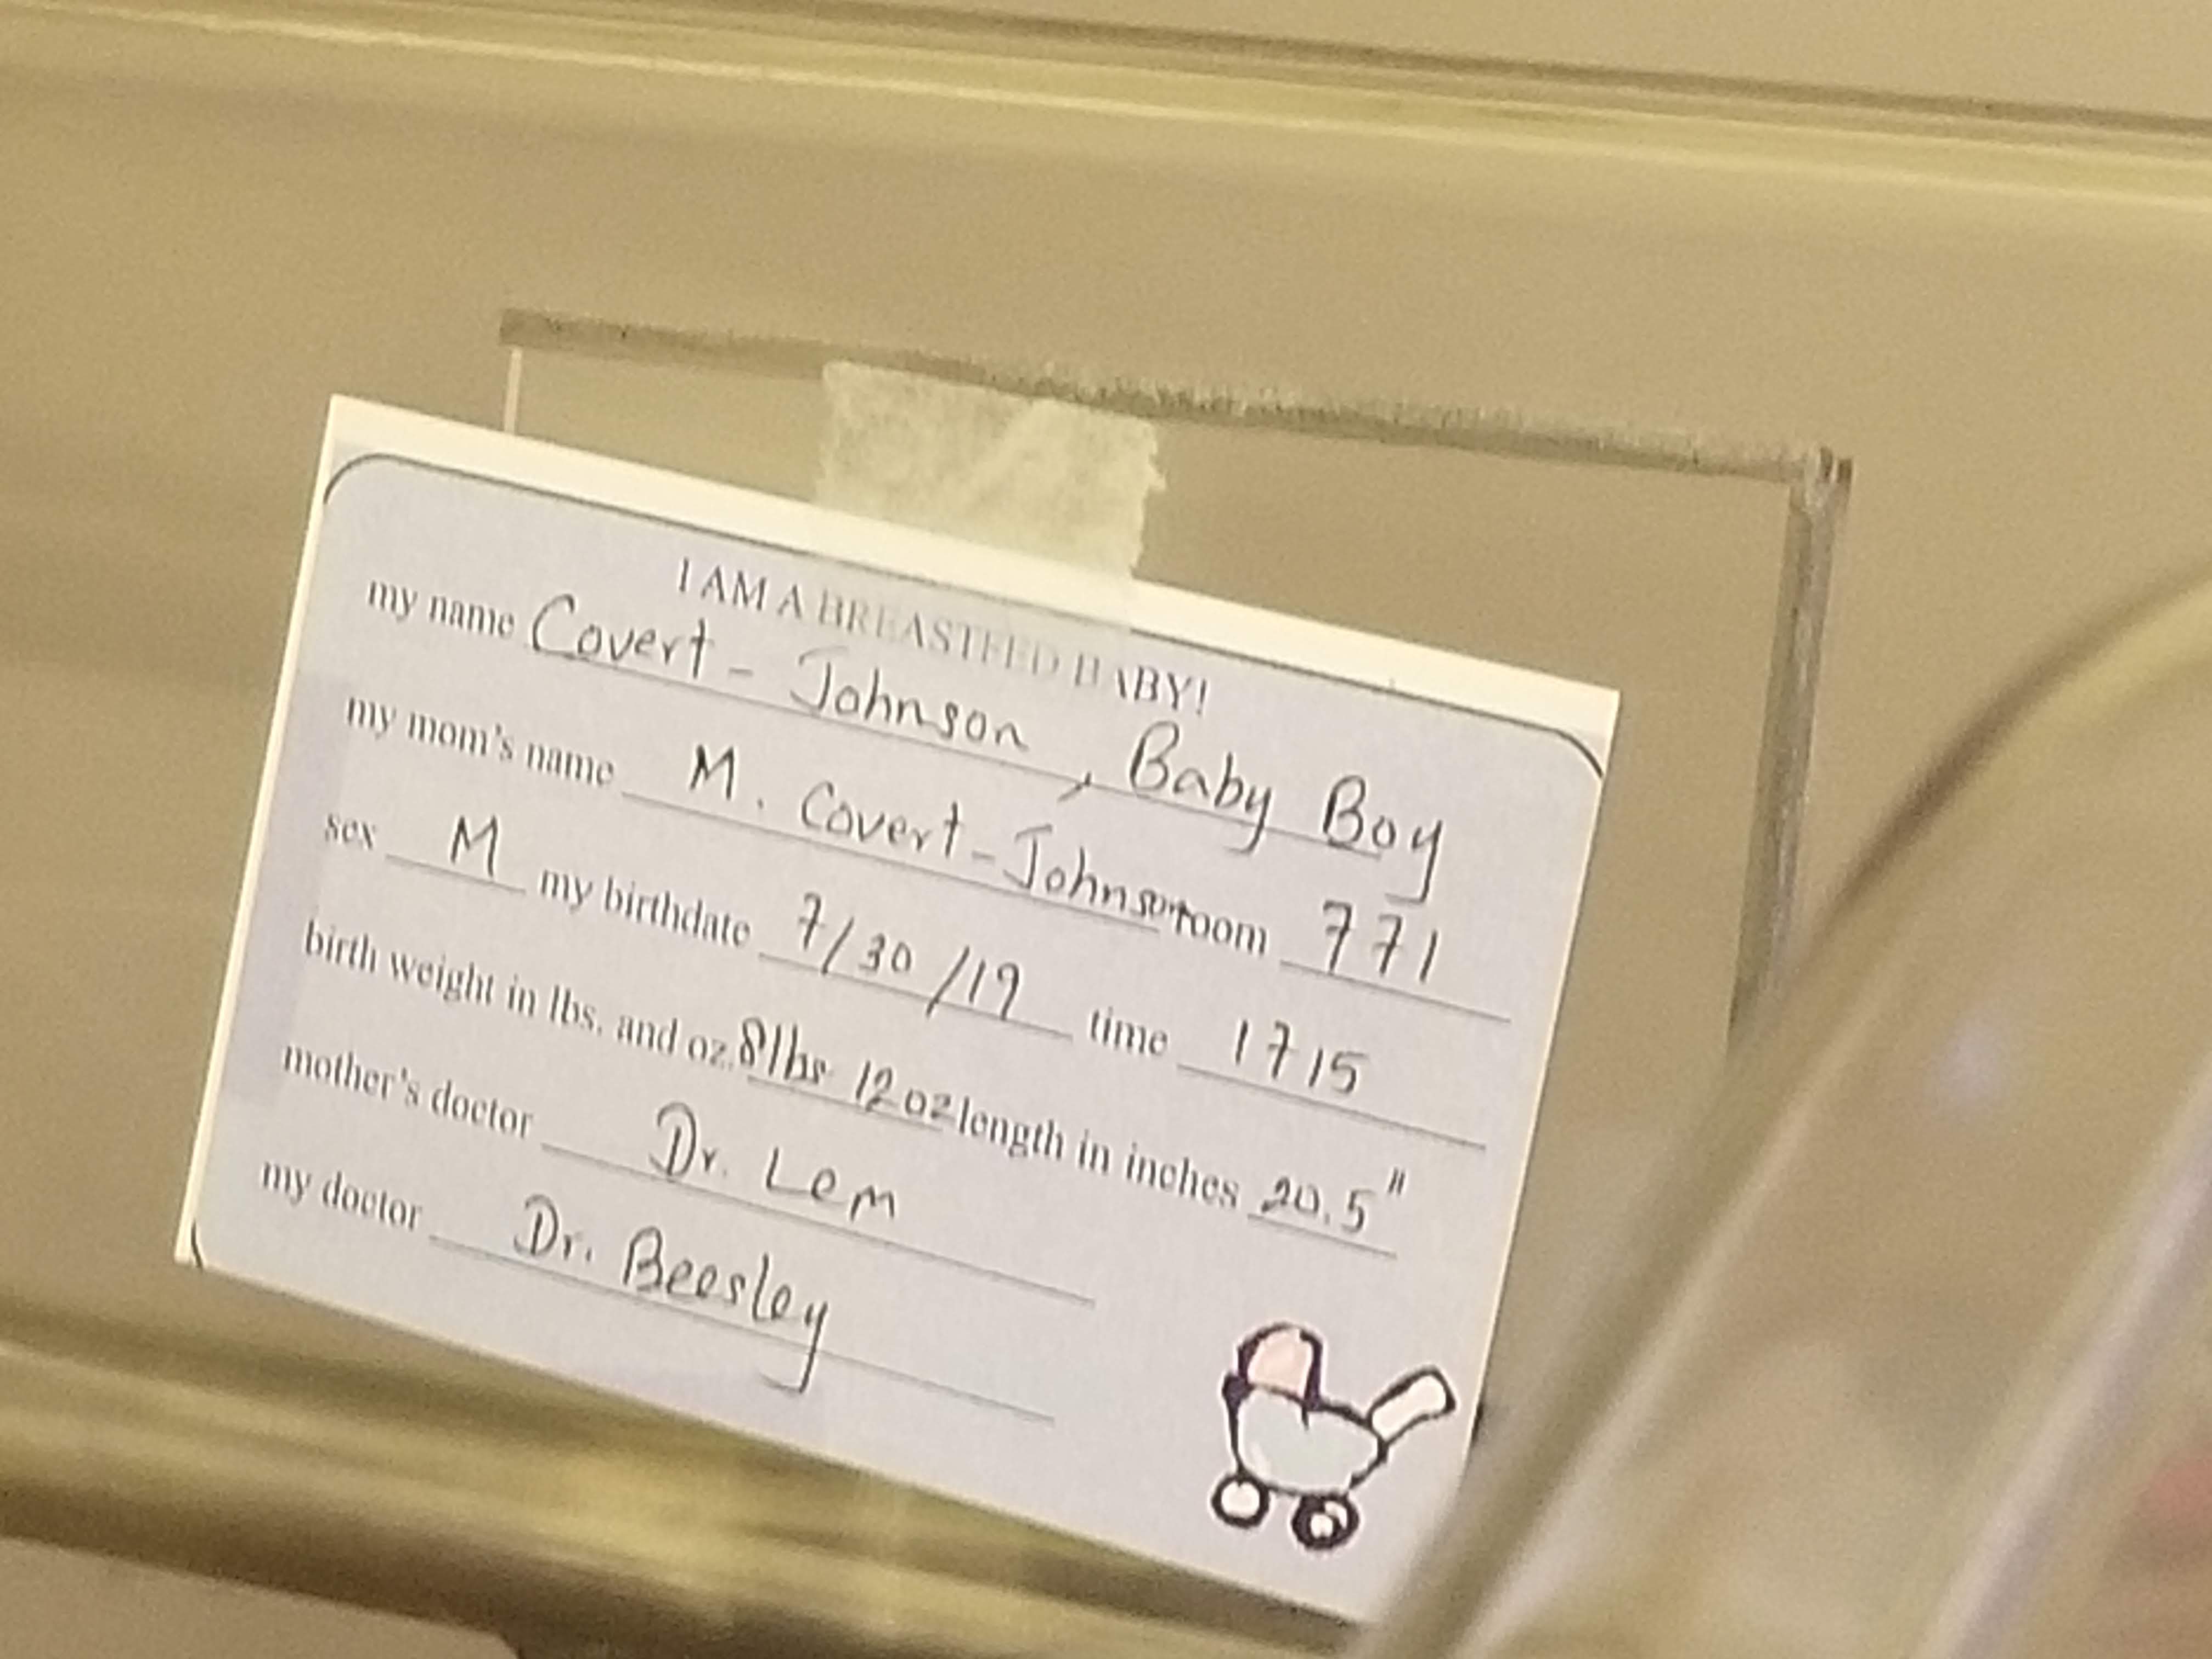 I AM A BREASTFED BABY!
my name Covert - Johnson, Baby Boy
my mom's name M. Covert-Johnson room 771
sex M my birthdate 7/30/19 time 1715
birth weight in lbs. and oz. 8lbs 12oz length in inches 20.5"
mother's doctor Dr. Lem
my doctor Dr. Beesley